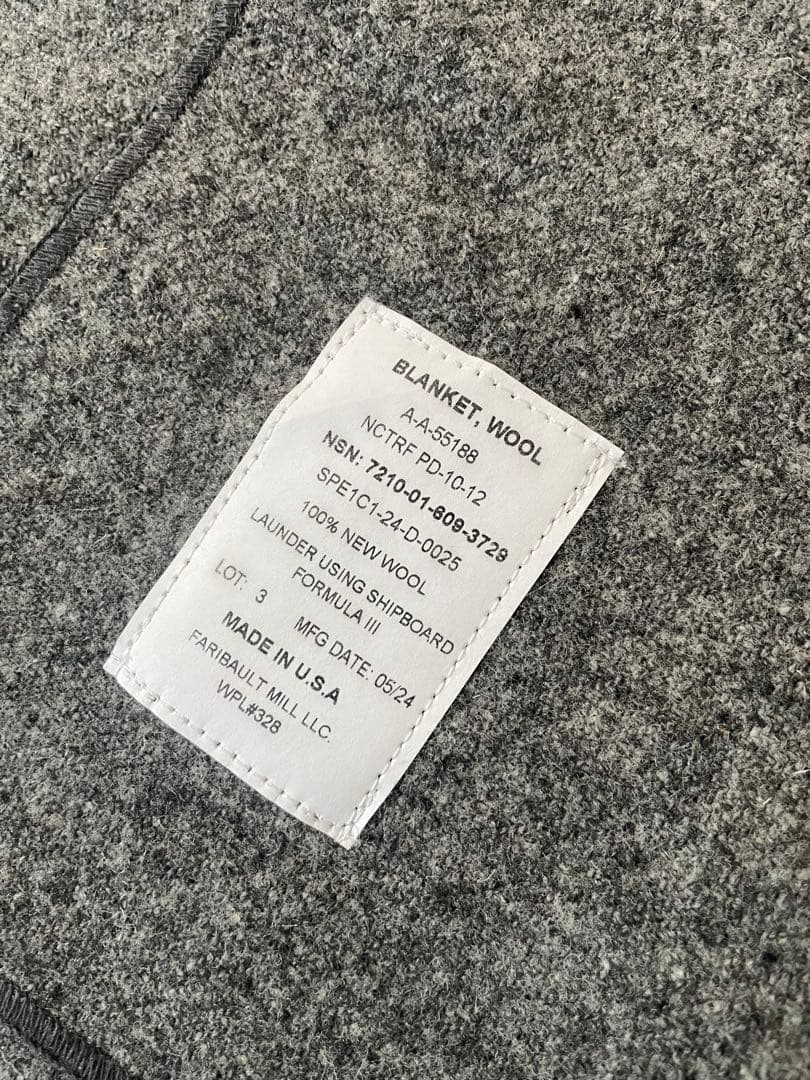 BLANKET, WOOL
A-A-55188
NCTRF PD-10-12
NSN: 7210-01-609-3729
SPE1C1-24-D-0025
100% NEW WOOL
LAUNDER USING SHIPBOARD
FORMULA III
LOT: 3 MFG DATE: 05/24
MADE IN U.S.A
FARIBAULT MILL LLC.
WPL#328